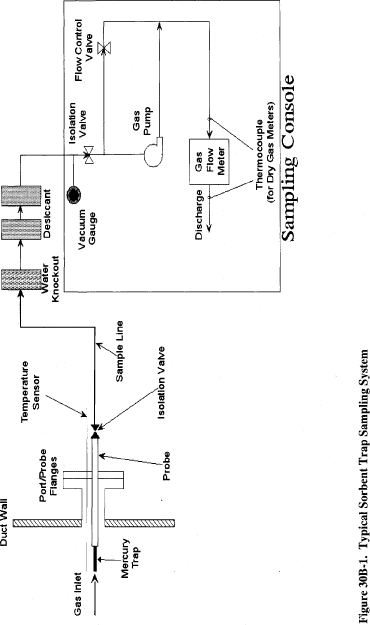 Duct Wall
Gas Inlet
Mercury
Trap
Port/Probe
Flanges
Probe
Temperature
Sensor
Isolation Valve
Sample Line
Water
Knockout
Desiccant
Vacuum
Gauge
Isolation
Valve
Flow Control
Valve
Gas
Pump
Discharge
Gas
Flow
Meter
Thermocouple
(for Dry Gas Meters)
Sampling Console
Figure 30B-1. Typical Sorbent Trap Sampling System